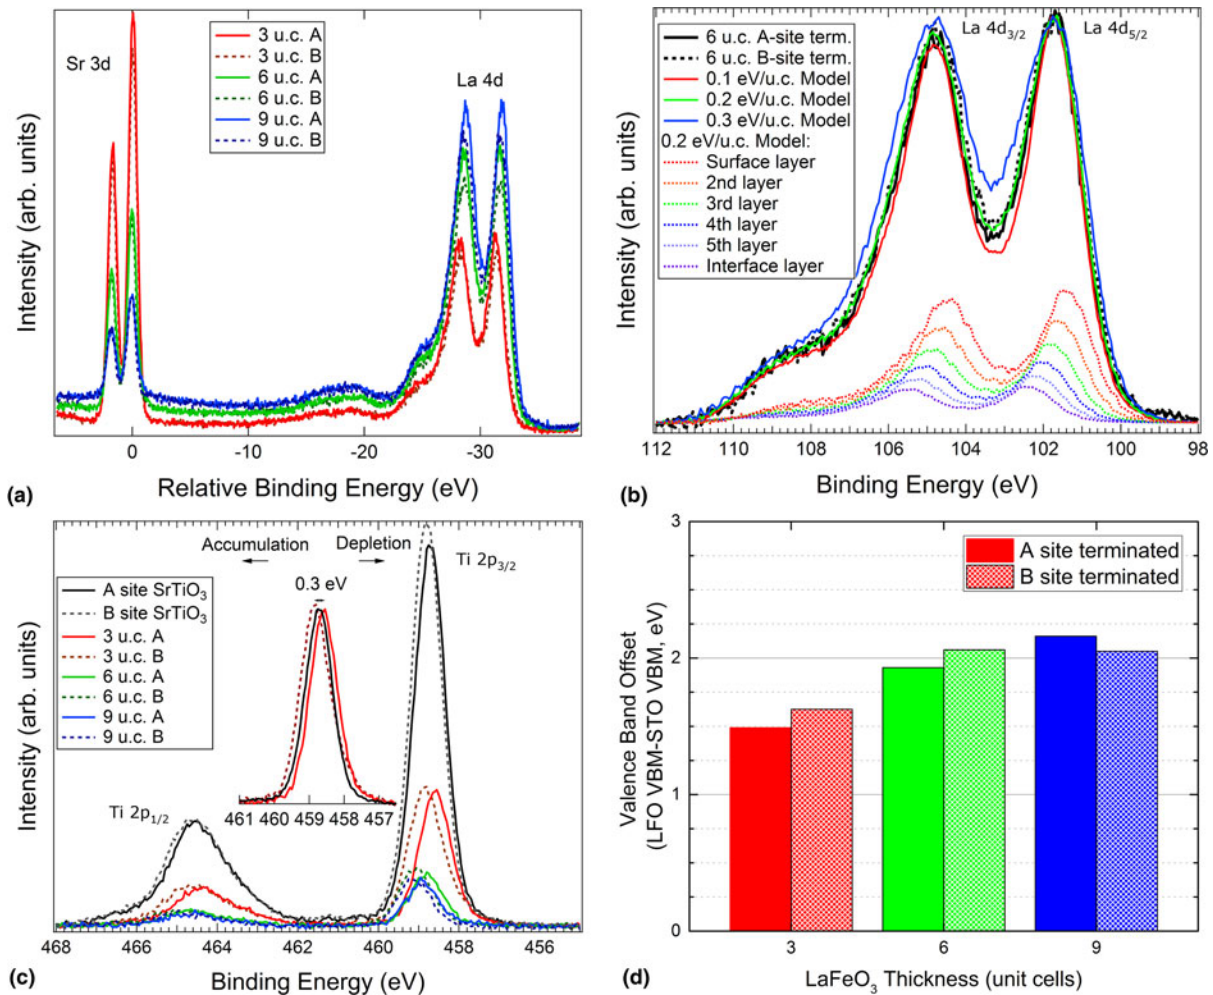 Intensity (arb. units)
Sr 3d
3 u.c. A
3 u.c. B
6 u.c. A
6 u.c. B
9 u.c. A
9 u.c. B
La 4d
0
-10
-20
-30
(a)
Relative Binding Energy (eV)
Intensity (arb. units)
6 u.c. A-site term.
6 u.c. B-site term.
0.1 eV/u.c. Model
0.2 eV/u.c. Model
0.3 eV/u.c. Model
0.2 eV/u.c. Model:
Surface layer
2nd layer
3rd layer
4th layer
5th layer
Interface layer
La 4d3/2
La 4d5/2
112
110
108
106
104
102
100
98
(b)
Binding Energy (eV)
Intensity (arb. units)
Accumulation
Depletion
Ti 2p3/2
0.3 eV
A site SrTiO3
B site SrTiO3
3 u.c. A
3 u.c. B
6 u.c. A
6 u.c. B
9 u.c. A
9 u.c. B
461 460 459 458 457
Ti 2p1/2
468
466
464
462
460
458
456
(c)
Binding Energy (eV)
Valence Band Offset
(LFO VBM-STO VBM, eV)
3
2
1
0
A site terminated
B site terminated
3
6
9
(d)
LaFeO3 Thickness (unit cells)